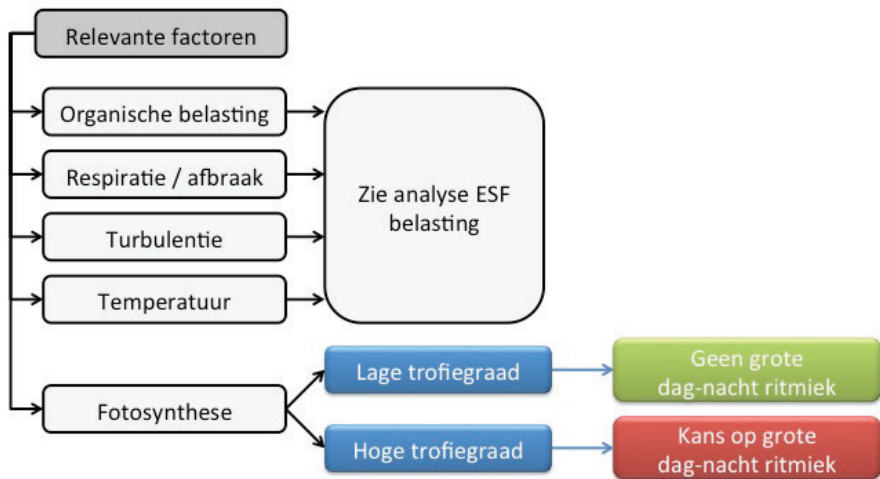 Relevante factoren
Organische belasting
Respiratie / afbraak
Turbulentie
Temperatuur
Zie analyse ESF
belasting
Fotosynthese
Lage trofiegraad
Geen grote
dag-nacht ritmiek
Hoge trofiegraad
Kans op grote
dag-nacht ritmiek